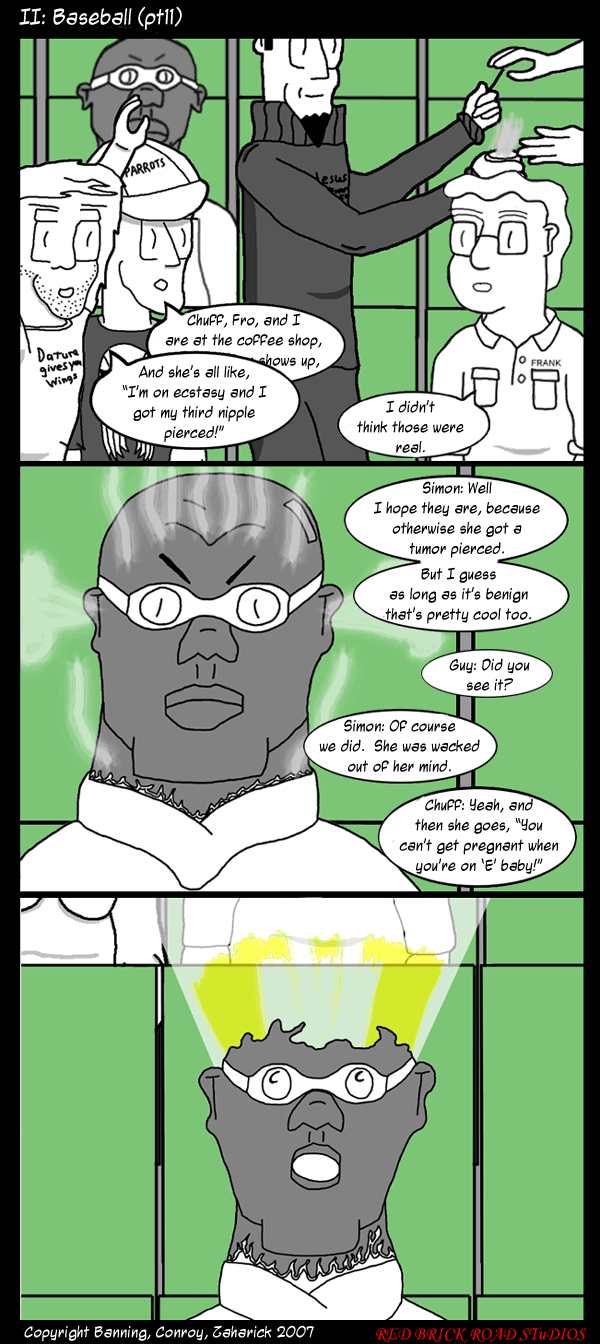 II: Baseball (pt11)
PARROTS
Jesus
Datura
gives you
Wings
FRANK
Chuff, Fro, and I
are at the coffee shop,
shows up,
And she's all like,
"I'm on ecstasy and I
got my third nipple
pierced!"
I didn't
think those were
real.
Simon: Well
I hope they are, because
otherwise she got a
tumor pierced.
But I guess
as long as it's benign
that's pretty cool too.
Guy: Did you
see it?
Simon: Of course
we did. She was wacked
out of her mind.
Chuff: Yeah, and
then she goes, "You
can't get pregnant when
you're on 'E' baby!"
Copyright Banning, Conroy, Zaharick 2007
RED BRICK ROAD STUDIOS